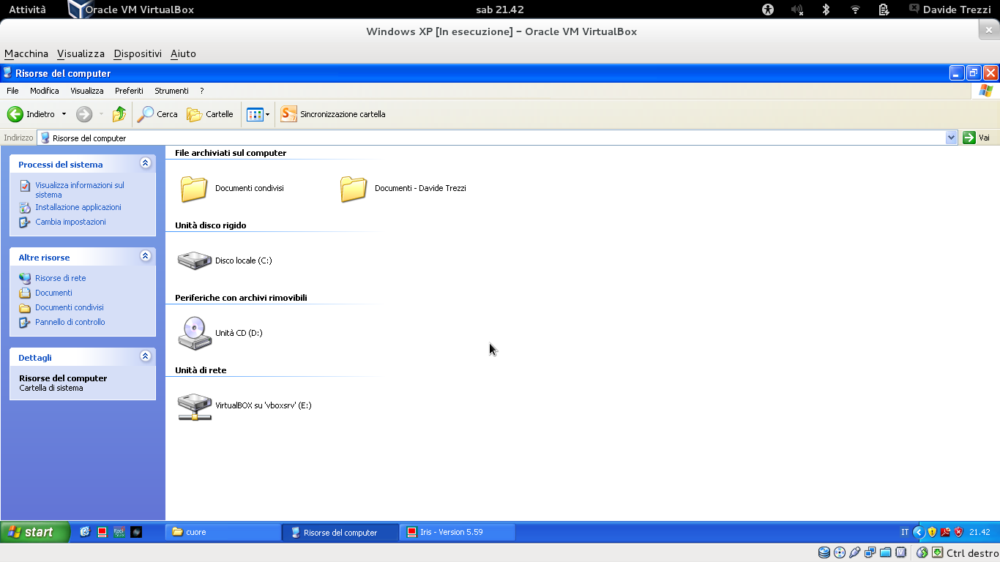 Attività Oracle VM VirtualBox sab 21.42 Davide Trezzi
Windows XP [In esecuzione] – Oracle VM VirtualBox
Macchina Visualizza Dispositivi Aiuto
Risorse del computer
File Modifica Visualizza Preferiti Strumenti ?
Indietro Cerca Cartelle Sincronizzazione cartella
Indirizzo Risorse del computer Vai
Processi del sistema
Visualizza informazioni sul
sistema
Installazione applicazioni
Cambia impostazioni
Altre risorse
Risorse di rete
Documenti
Documenti condivisi
Pannello di controllo
Dettagli
Risorse del computer
Cartella di sistema
File archiviati sul computer
Documenti condivisi Documenti - Davide Trezzi
Unità disco rigido
Disco locale (C:)
Periferiche con archivi rimovibili
Unità CD (D:)
Unità di rete
VirtualBOX su 'vboxsrv' (E:)
start cuore Risorse del computer Iris - Version 5.59 IT 21.42
Ctrl destro